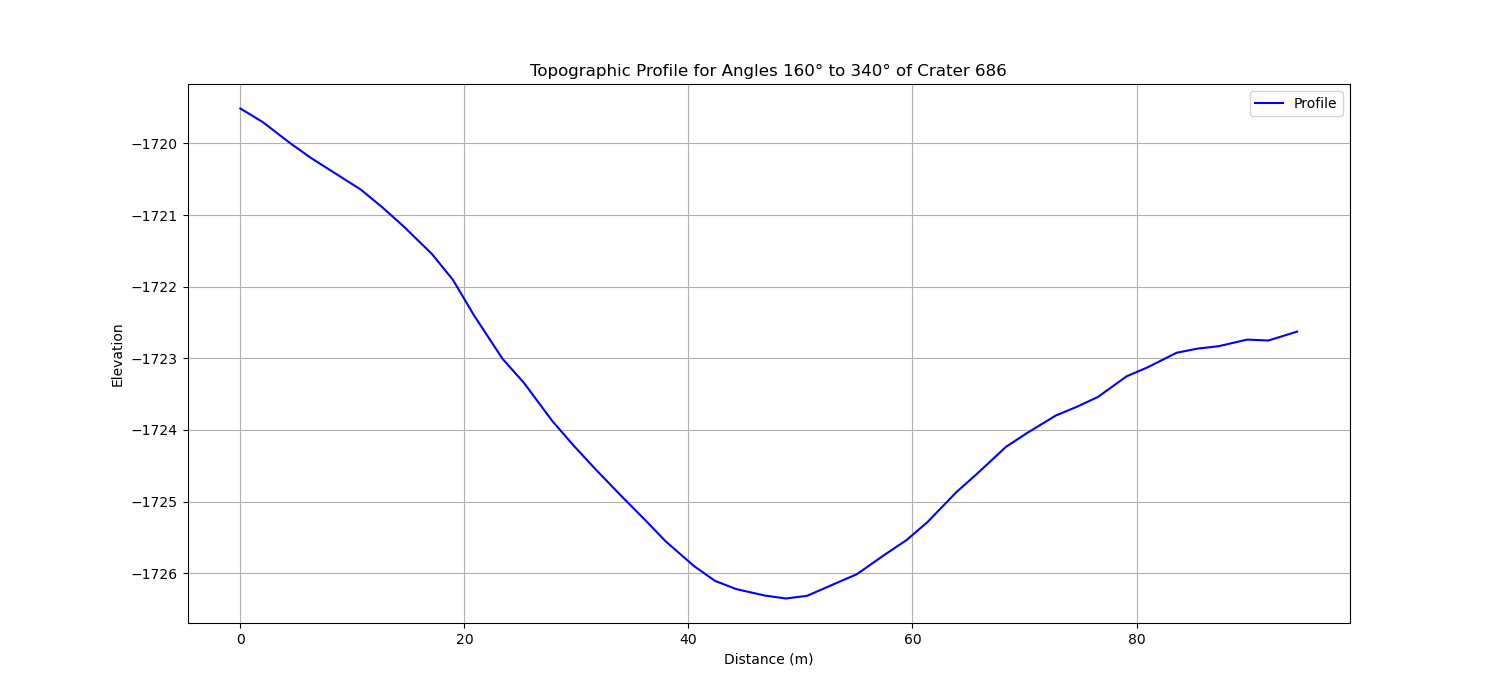 Topographic Profile for Angles 160° to 340° of Crater 686
Profile
−1720
−1721
−1722
−1723
−1724
−1725
−1726
Elevation
0 20 40 60 80
Distance (m)